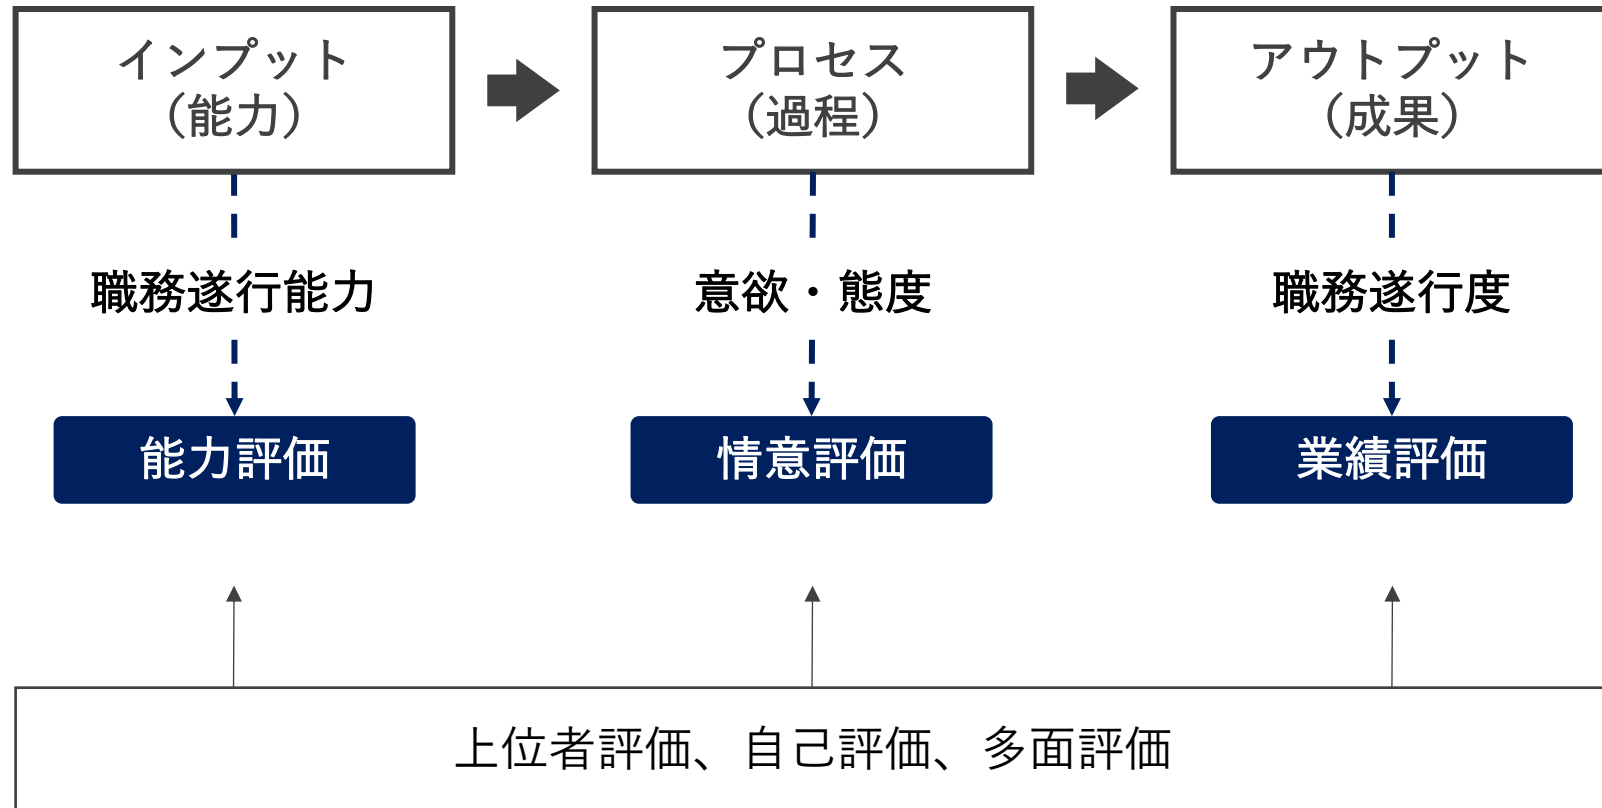 インプット
（能力）
プロセス
（過程）
アウトプット
（成果）
職務遂行能力
意欲・態度
職務遂行度
能力評価
情意評価
業績評価
上位者評価、自己評価、多面評価